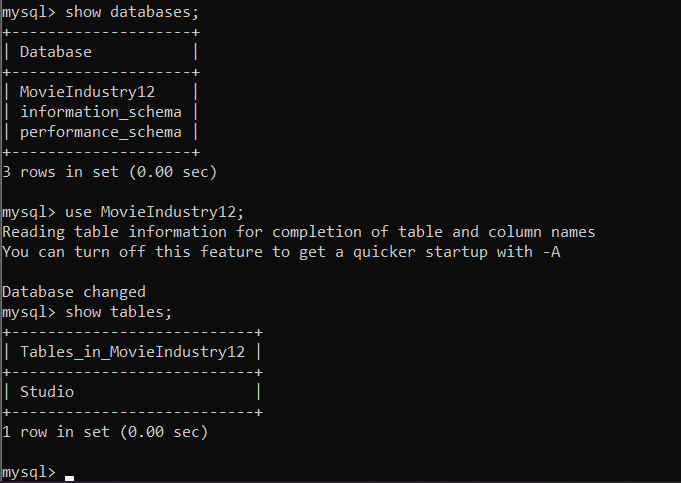 mysql> show databases;
+--------------------+
| Database           |
+--------------------+
| MovieIndustry12    |
| information_schema |
| performance_schema |
+--------------------+
3 rows in set (0.00 sec)
mysql> use MovieIndustry12;
Reading table information for completion of table and column names
You can turn off this feature to get a quicker startup with -A
Database changed
mysql> show tables;
+---------------------------+
| Tables_in_MovieIndustry12 |
+---------------------------+
| Studio                    |
+---------------------------+
1 row in set (0.00 sec)
mysql>